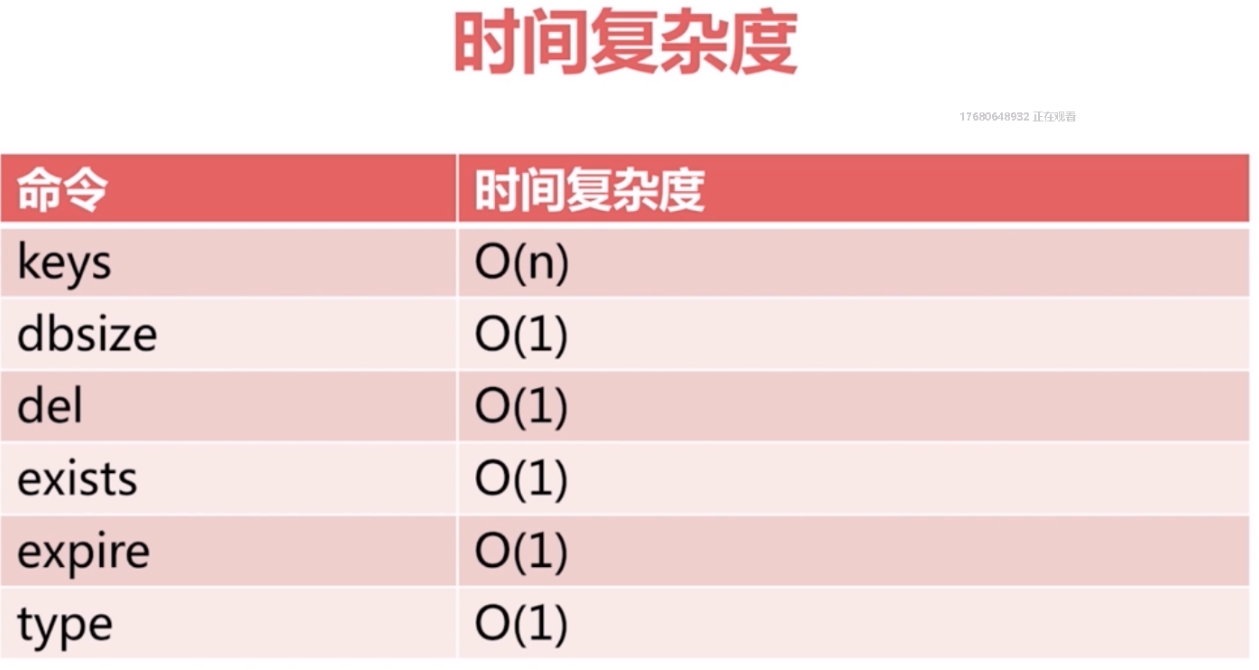 时间复杂度
17680648932 正在观看
命令 时间复杂度
keys O(n)
dbsize O(1)
del O(1)
exists O(1)
expire O(1)
type O(1)